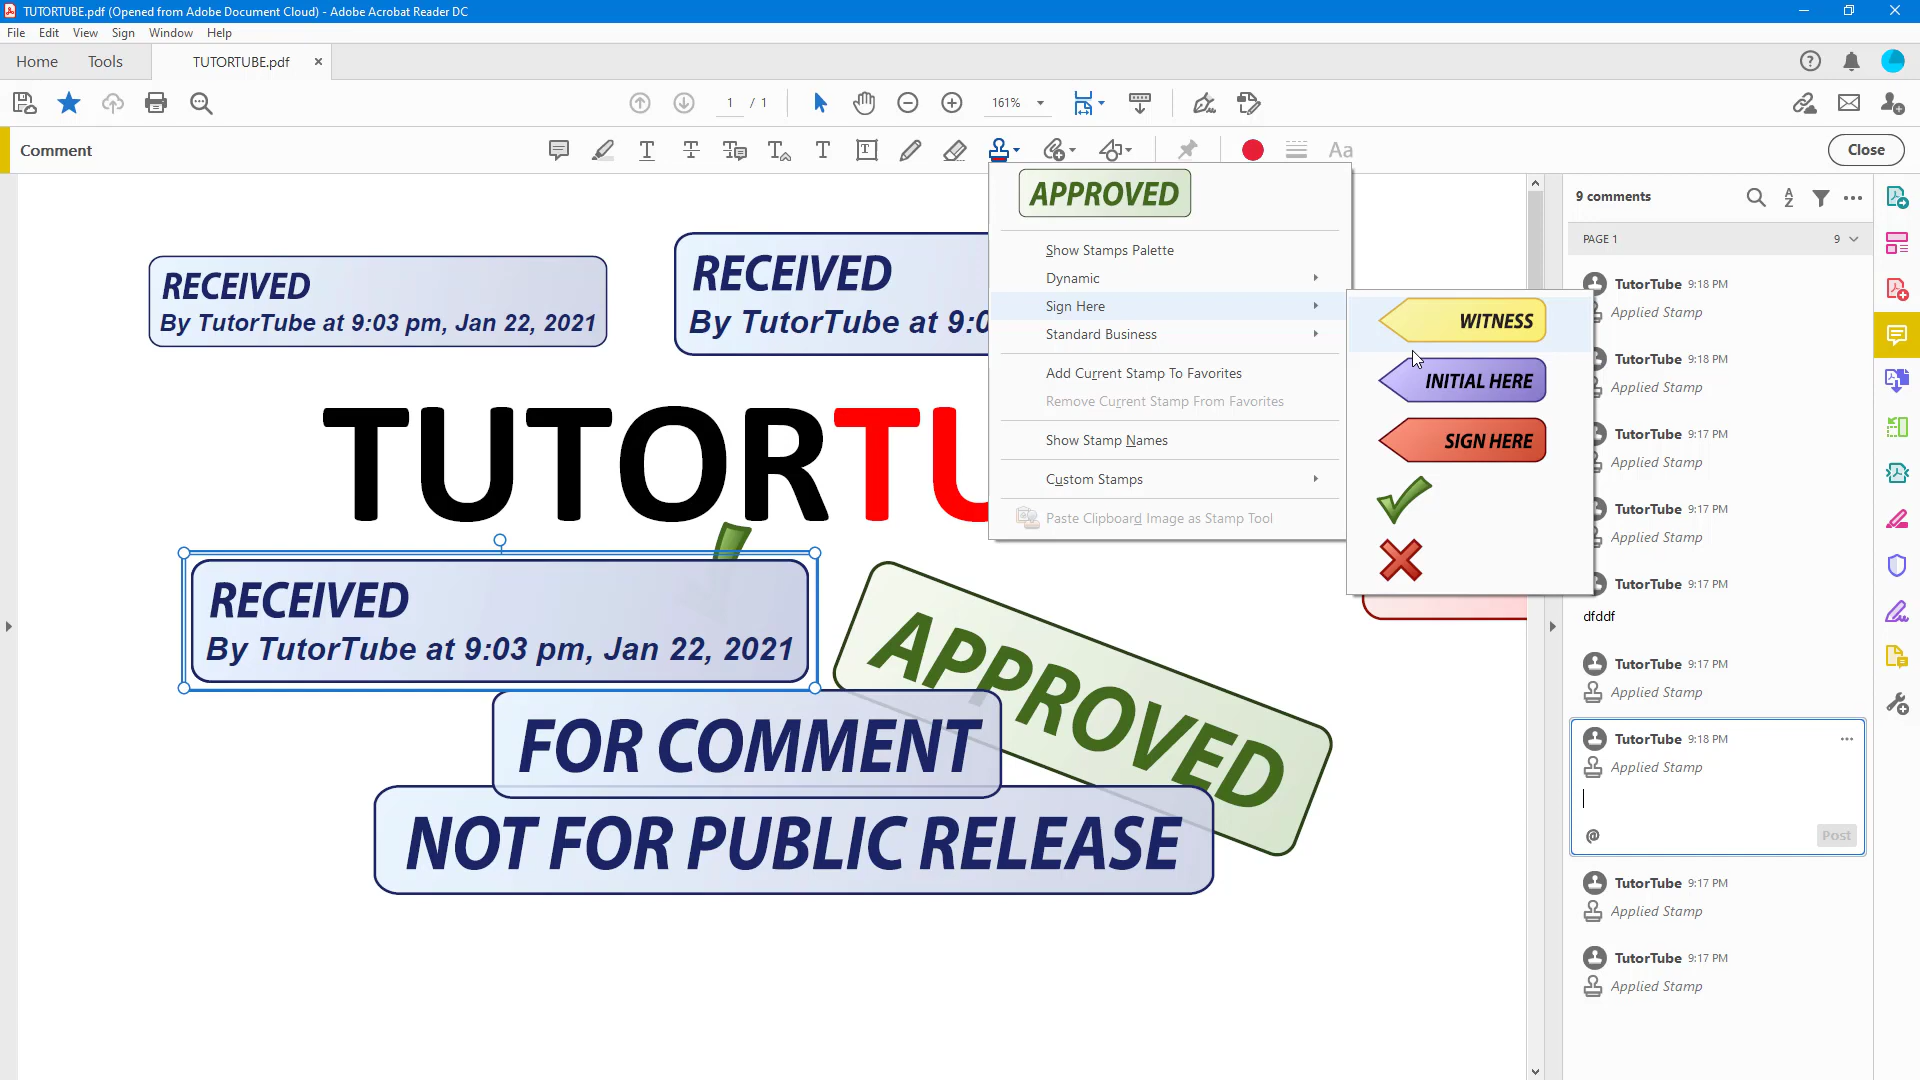 TUTORTUBE.pdf (Opened from Adobe Document Cloud) - Adobe Acrobat Reader DC
File Edit View Sign Window Help
Home Tools TUTORTUBE.pdf
1 / 1 161%
Comment
Aa
Close
APPROVED
Show Stamps Palette
Dynamic
Sign Here
Standard Business
Add Current Stamp To Favorites
Remove Current Stamp From Favorites
Show Stamp Names
Custom Stamps
Paste Clipboard Image as Stamp Tool
WITNESS
INITIAL HERE
SIGN HERE
RECEIVED
By TutorTube at 9:03 pm, Jan 22, 2021
RECEIVED
By TutorTube at 9:0
TUTORTU
RECEIVED
By TutorTube at 9:03 pm, Jan 22, 2021
APPROVED
FOR COMMENT
NOT FOR PUBLIC RELEASE
9 comments
PAGE 1 9
TutorTube 9:18 PM
Applied Stamp
TutorTube 9:18 PM
Applied Stamp
TutorTube 9:17 PM
Applied Stamp
TutorTube 9:17 PM
Applied Stamp
TutorTube 9:17 PM
dfddf
TutorTube 9:17 PM
Applied Stamp
TutorTube 9:18 PM
Applied Stamp
@ Post
TutorTube 9:17 PM
Applied Stamp
TutorTube 9:17 PM
Applied Stamp